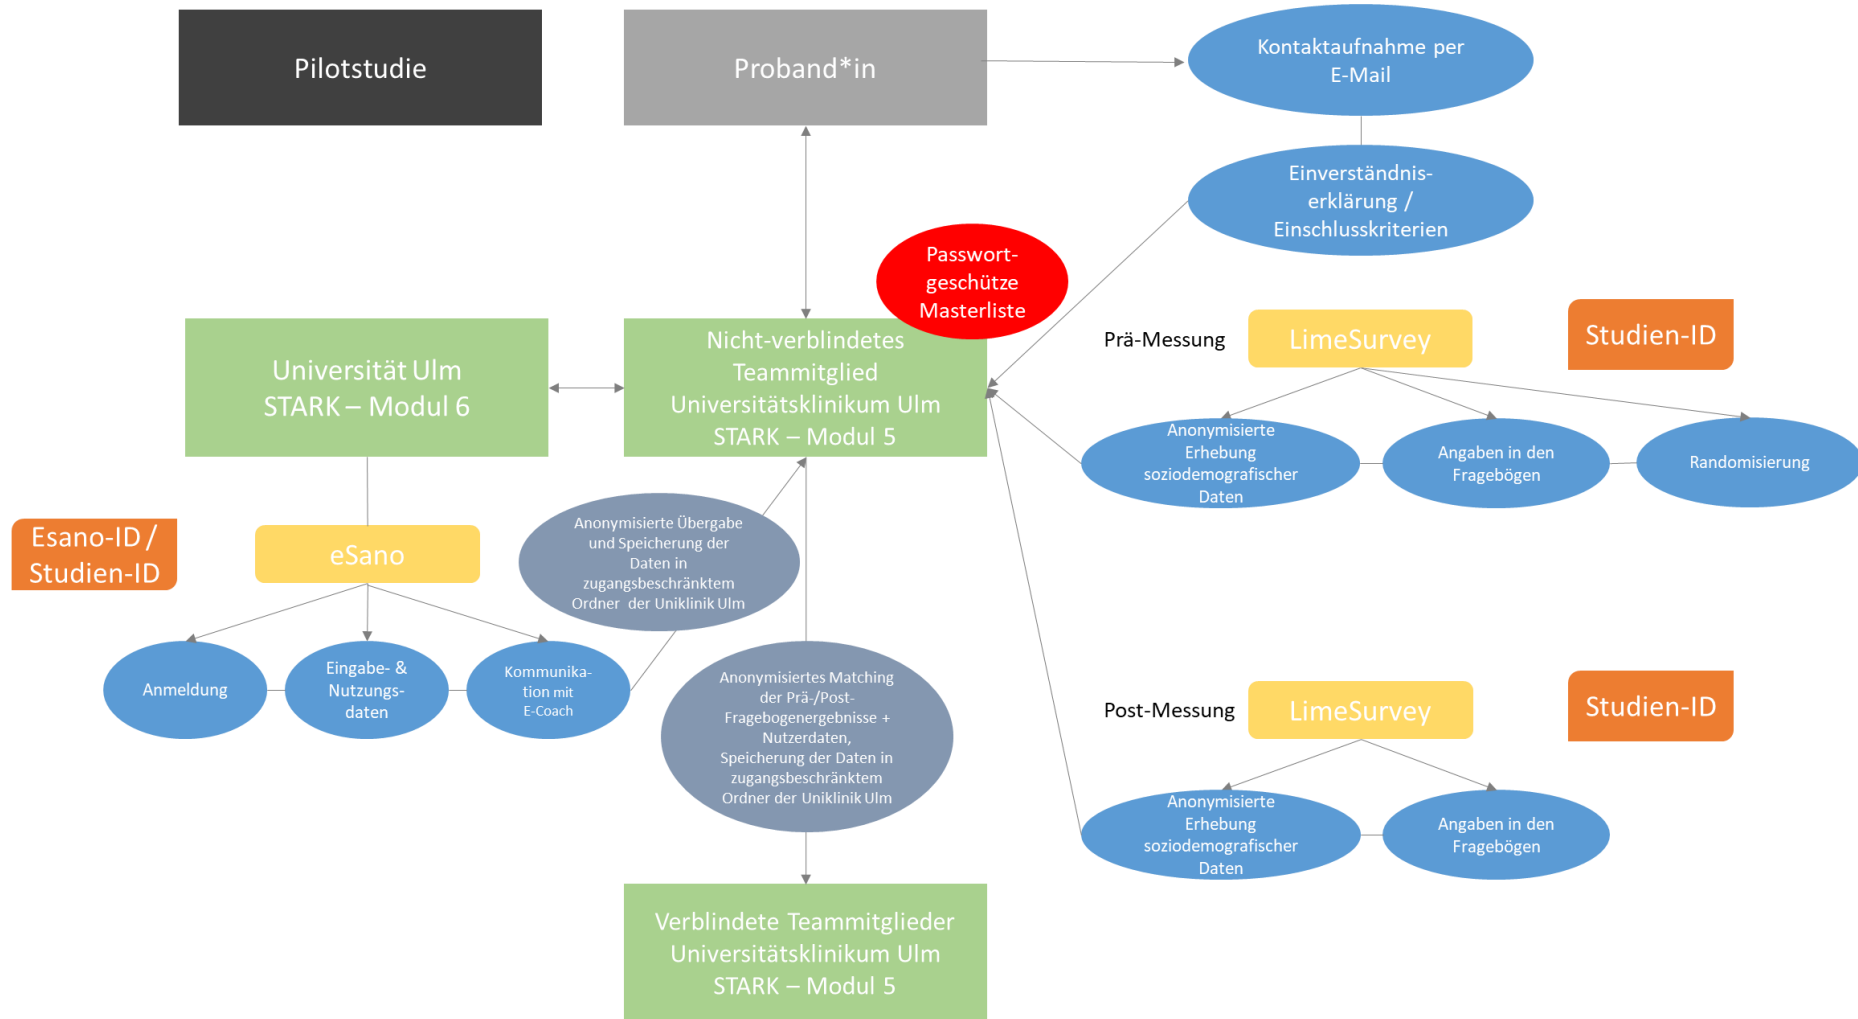 Pilotstudie
Proband*in
Kontaktaufnahme per
E-Mail
Einverständnis-
erklärung /
Einschlusskriterien
Passwort-
geschütze
Masterliste
Universität Ulm
STARK – Modul 6
Nicht-verblindetes
Teammitglied
Universitätsklinikum Ulm
STARK – Modul 5
Prä-Messung
LimeSurvey
Studien-ID
Anonymisierte
Erhebung
soziodemografischer
Daten
Angaben in den
Fragebögen
Randomisierung
Esano-ID /
Studien-ID
eSano
Anonymisierte Übergabe
und Speicherung der
Daten in
zugangsbeschränktem
Ordner der Uniklinik Ulm
Anmeldung
Eingabe- &
Nutzungs-
daten
Kommunika-
tion mit
E-Coach
Anonymisiertes Matching
der Prä-/Post-
Fragebogenergebnisse +
Nutzerdaten,
Speicherung der Daten in
zugangsbeschränktem
Ordner der Uniklinik Ulm
Post-Messung
LimeSurvey
Studien-ID
Anonymisierte
Erhebung
soziodemografischer
Daten
Angaben in den
Fragebögen
Verblindete Teammitglieder
Universitätsklinikum Ulm
STARK – Modul 5